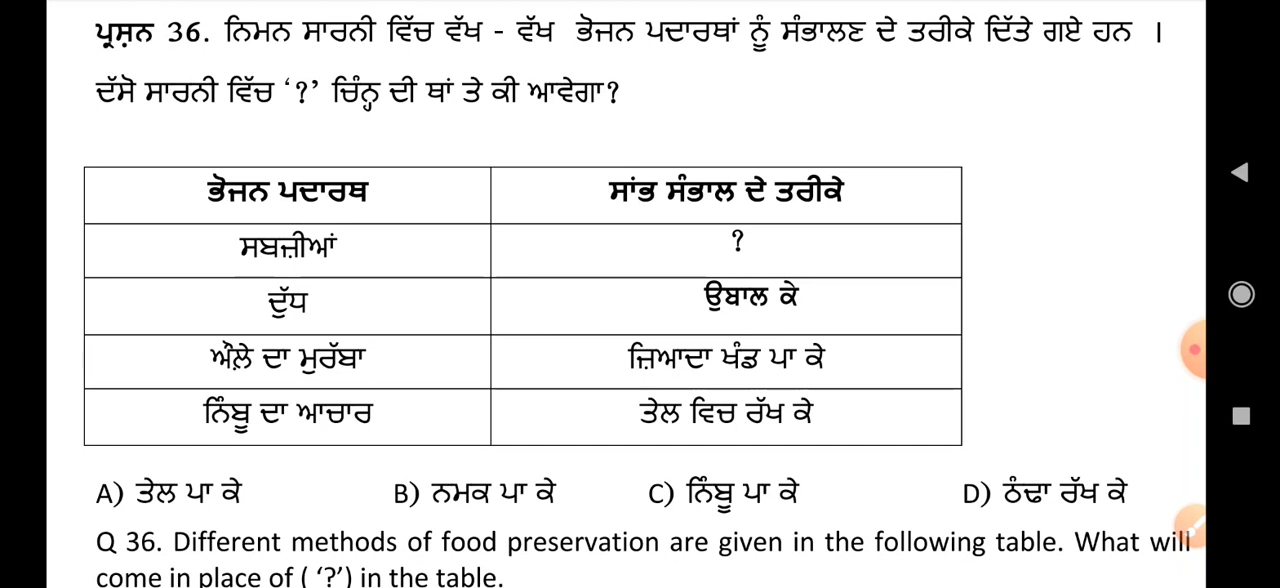 ਪ੍ਰਸ਼ਨ 36. ਨਿਮਨ ਸਾਰਨੀ ਵਿੱਚ ਵੱਖ - ਵੱਖ ਭੋਜਨ ਪਦਾਰਥਾਂ ਨੂੰ ਸੰਭਾਲਣ ਦੇ ਤਰੀਕੇ ਦਿੱਤੇ ਗਏ ਹਨ ।
ਦੱਸੋ ਸਾਰਨੀ ਵਿੱਚ ‘?’ ਚਿੰਨ੍ਹ ਦੀ ਥਾਂ ਤੇ ਕੀ ਆਵੇਗਾ?
ਭੋਜਨ ਪਦਾਰਥ ਸਾਂਭ ਸੰਭਾਲ ਦੇ ਤਰੀਕੇ
ਸਬਜ਼ੀਆਂ ?
ਦੁੱਧ ਉਬਾਲ ਕੇ
ਔਲ਼ੇ ਦਾ ਮੁਰੱਬਾ ਜ਼ਿਆਦਾ ਖੰਡ ਪਾ ਕੇ
ਨਿੰਬੂ ਦਾ ਆਚਾਰ ਤੇਲ ਵਿਚ ਰੱਖ ਕੇ
A) ਤੇਲ ਪਾ ਕੇ B) ਨਮਕ ਪਾ ਕੇ C) ਨਿੰਬੂ ਪਾ ਕੇ D) ਠੰਢਾ ਰੱਖ ਕੇ
Q 36. Different methods of food preservation are given in the following table. What will
come in place of ( ‘?’) in the table.